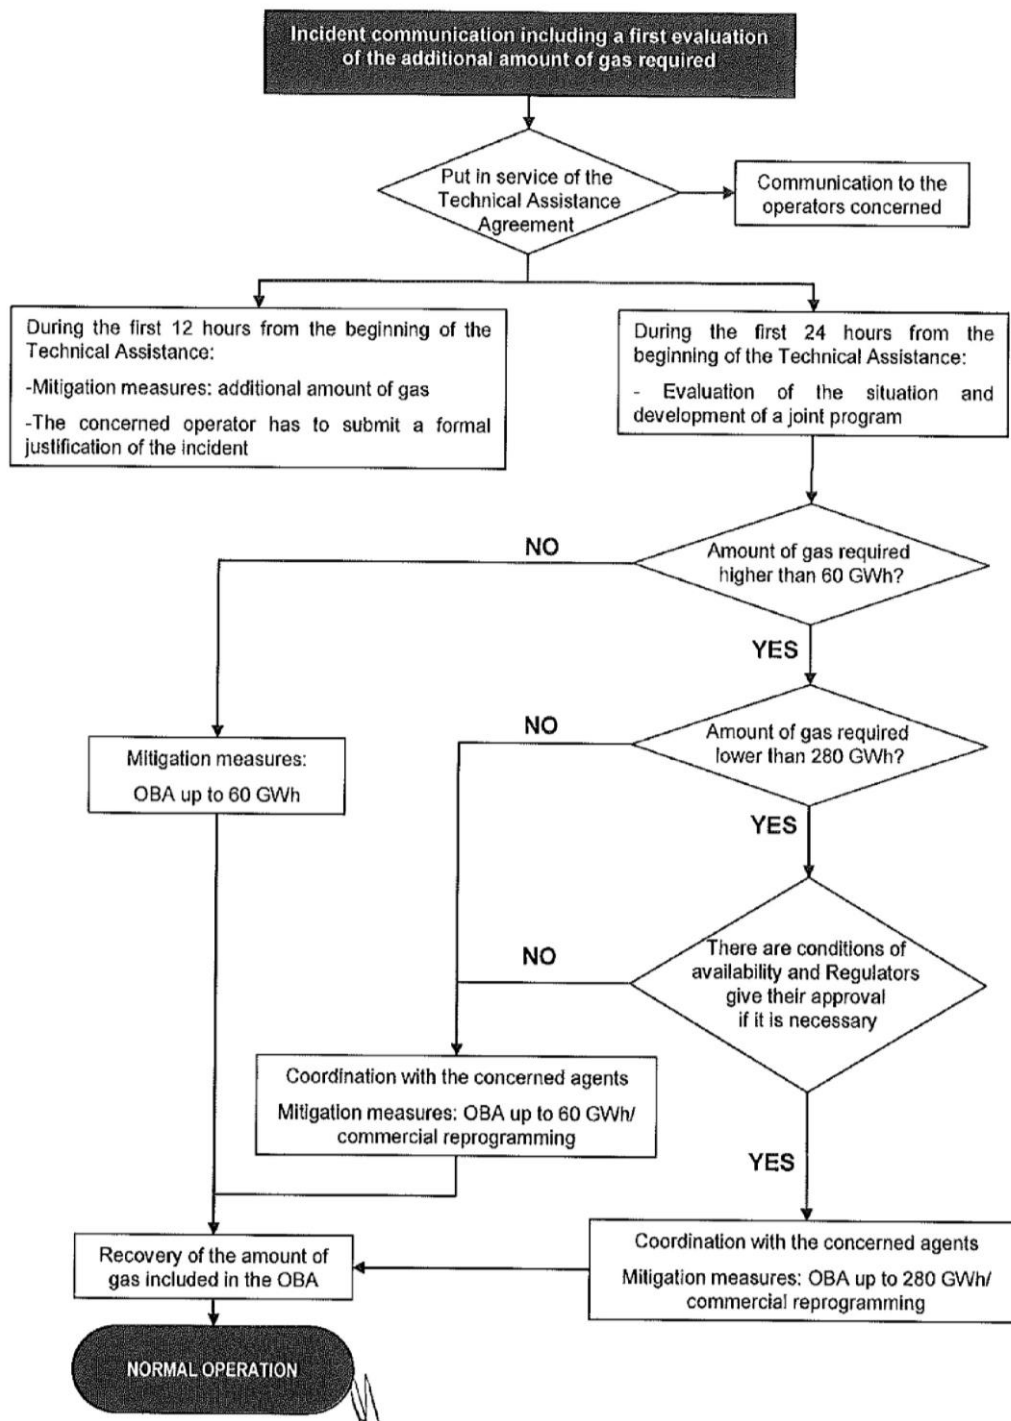 Incident communication including a first evaluation
of the additional amount of gas required
Put in service of the
Technical Assistance
Agreement
Communication to the
operators concerned
During the first 12 hours from the beginning of the
Technical Assistance:
-Mitigation measures: additional amount of gas
-The concerned operator has to submit a formal
justification of the incident
During the first 24 hours from the
beginning of the Technical Assistance:
- Evaluation of the situation and
development of a joint program
NO
Amount of gas required
higher than 60 GWh?
YES
NO
Amount of gas required
lower than 280 GWh?
Mitigation measures:
OBA up to 60 GWh
YES
NO
There are conditions of
availability and Regulators
give their approval
if it is necessary
Coordination with the concerned agents
Mitigation measures: OBA up to 60 GWh/
commercial reprogramming
YES
Recovery of the amount of
gas included in the OBA
Coordination with the concerned agents
Mitigation measures: OBA up to 280 GWh/
commercial reprogramming
NORMAL OPERATION